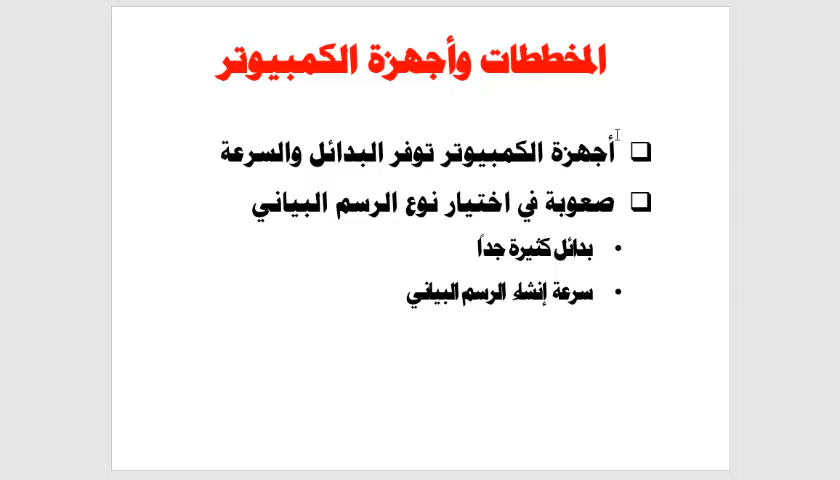 المخططات وأجهزة الكمبيوتر
❑ أجهزة الكمبيوتر توفر البدائل والسرعة
❑ صعوبة في اختيار نوع الرسم البياني
• بدائل كثيرة جداً
• سرعة إنشاء الرسم البياني